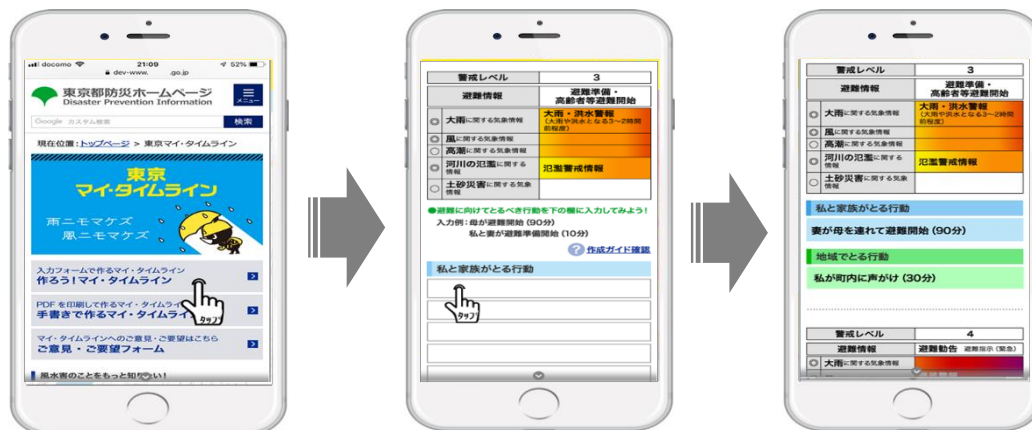 docomo 21:09 52%
dev-www. .go.jp
東京都防災ホームページ
Disaster Prevention Information
メニュー
Google カスタム検索 検索
現在位置：トップページ > 東京マイ・タイムライン
東京
マイ・タイムライン
雨ニモマケズ
風ニモマケズ
入力フォームで作るマイ・タイムライン
作ろう！マイ・タイムライン
PDF を印刷して作るマイ・タイムライ
手書きで作るマイ・タイムライン
タップ
マイ・タイムラインへのご意見・ご要望はこちら
ご意見・ご要望フォーム
風水害のことをもっと知りたい！
警戒レベル 3
避難情報 避難準備・
高齢者等避難開始
大雨に関する気象情報 大雨・洪水警報
(大雨や洪水となる3〜2時間
前程度)
風に関する気象情報
高潮に関する気象情報
河川の氾濫に関する
情報 氾濫警戒情報
土砂災害に関する気象
情報
●避難に向けてとるべき行動を下の欄に入力してみよう！
入力例：母が避難開始 (90分)
私と妻が避難準備開始 (10分)
? 作成ガイド確認
私と家族がとる行動
タップ
警戒レベル 3
避難情報 避難準備・
高齢者等避難開始
大雨に関する気象情報 大雨・洪水警報
(大雨や洪水となる3〜2時間
前程度)
風に関する気象情報
高潮に関する気象情報
河川の氾濫に関する
情報 氾濫警戒情報
土砂災害に関する気象
情報
私と家族がとる行動
妻が母を連れて避難開始 (90分)
地域でとる行動
私が町内に声がけ (30分)
警戒レベル 4
避難情報 避難勧告 避難指示 (緊急)
大雨に関する気象情報